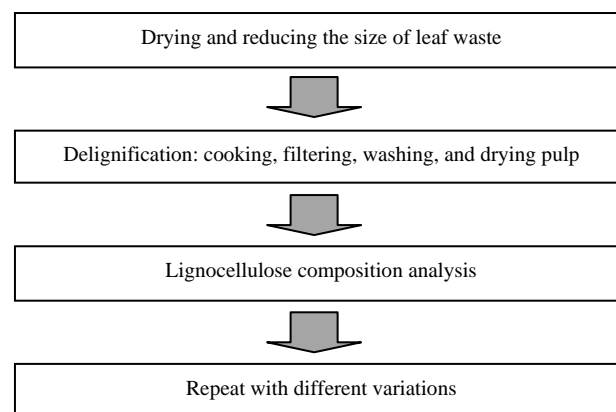 Drying and reducing the size of leaf waste
Delignification: cooking, filtering, washing, and drying pulp
Lignocellulose composition analysis
Repeat with different variations